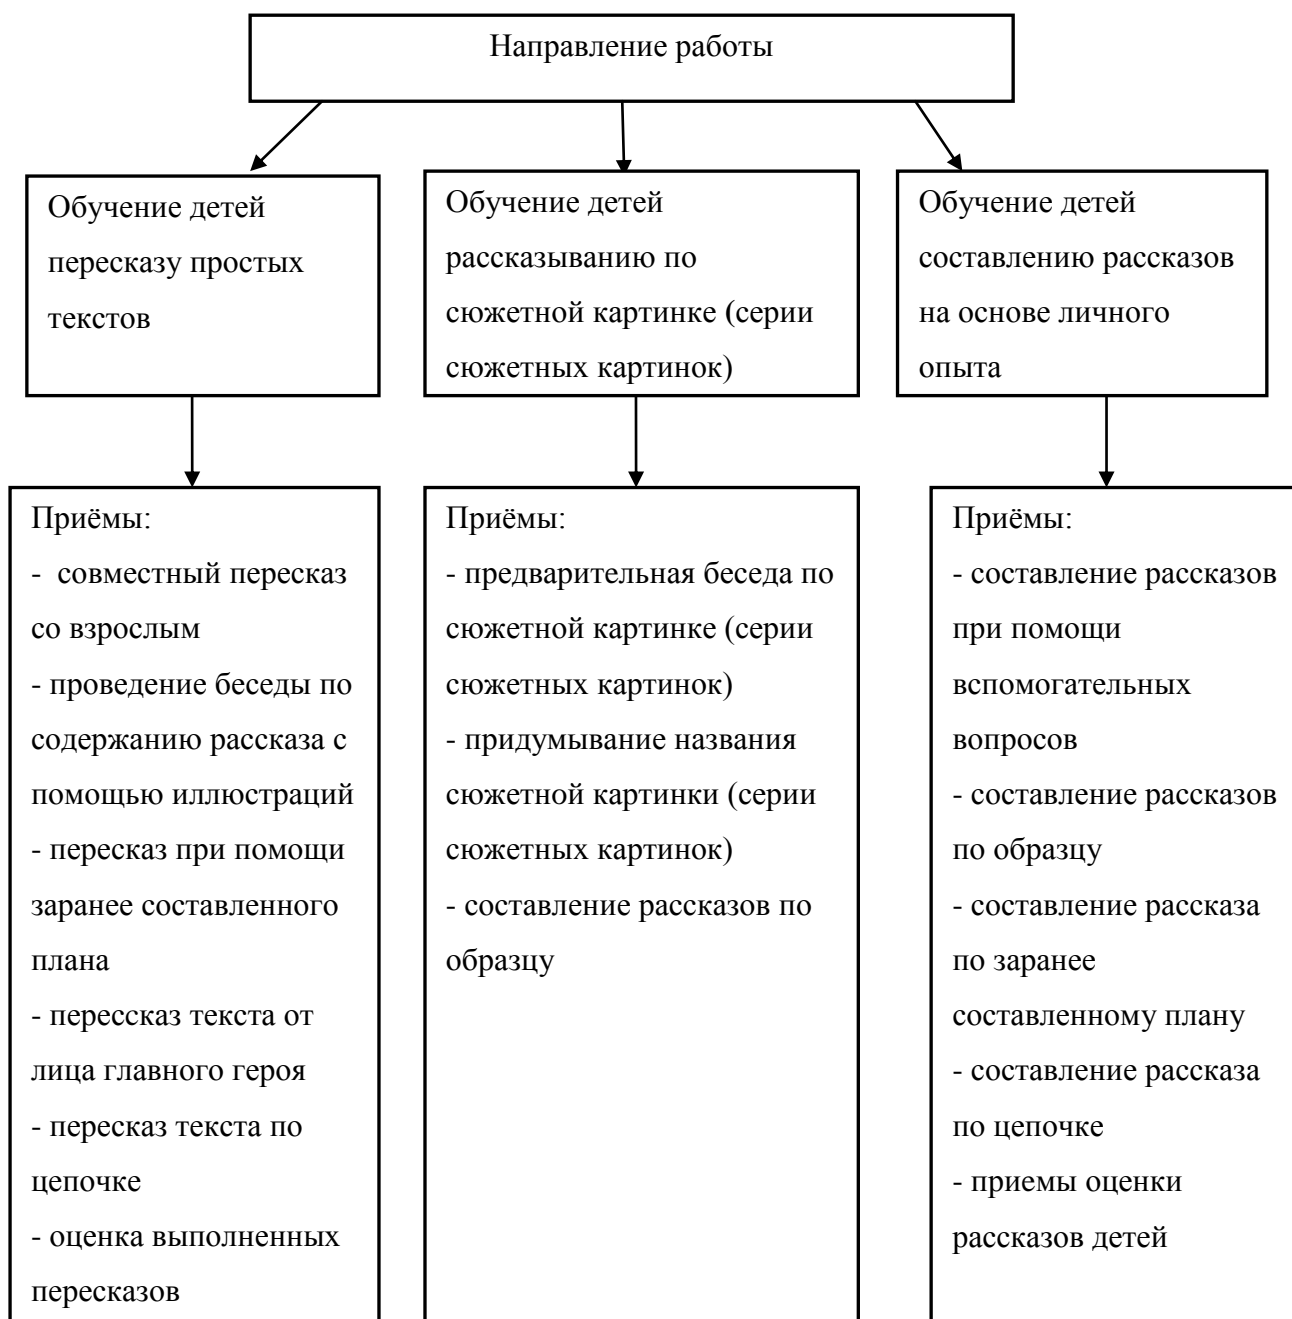 Направление работы
Обучение детей
пересказу простых
текстов
Обучение детей
рассказыванию по
сюжетной картинке (серии
сюжетных картинок)
Обучение детей
составлению рассказов
на основе личного
опыта
Приёмы:
-  совместный пересказ
со взрослым
- проведение беседы по
содержанию рассказа с
помощью иллюстраций
- пересказ при помощи
заранее составленного
плана
- перессказ текста от
лица главного героя
- пересказ текста по
цепочке
- оценка выполненных
пересказов
Приёмы:
- предварительная беседа по
сюжетной картинке (серии
сюжетных картинок)
- придумывание названия
сюжетной картинки (серии
сюжетных картинок)
- составление рассказов по
образцу
Приёмы:
- составление рассказов
при помощи
вспомогательных
вопросов
- составление рассказов
по образцу
- составление рассказа
по заранее
составленному плану
- составление рассказа
по цепочке
- приемы оценки
рассказов детей